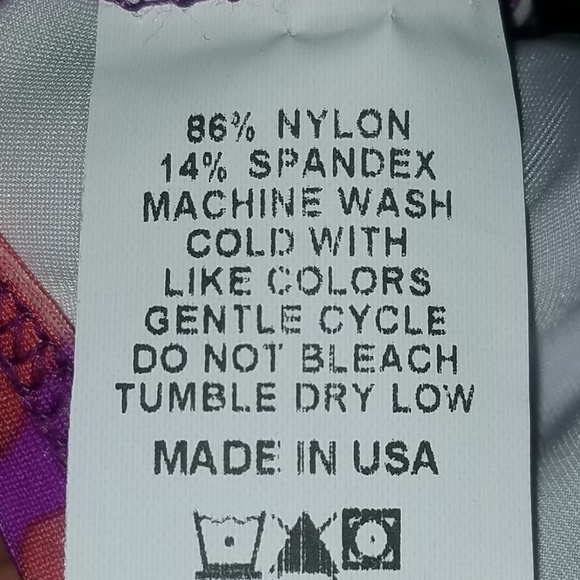 86% NYLON
14% SPANDEX
MACHINE WASH
COLD WITH
LIKE COLORS
GENTLE CYCLE
DO NOT BLEACH
TUMBLE DRY LOW
MADE IN USA